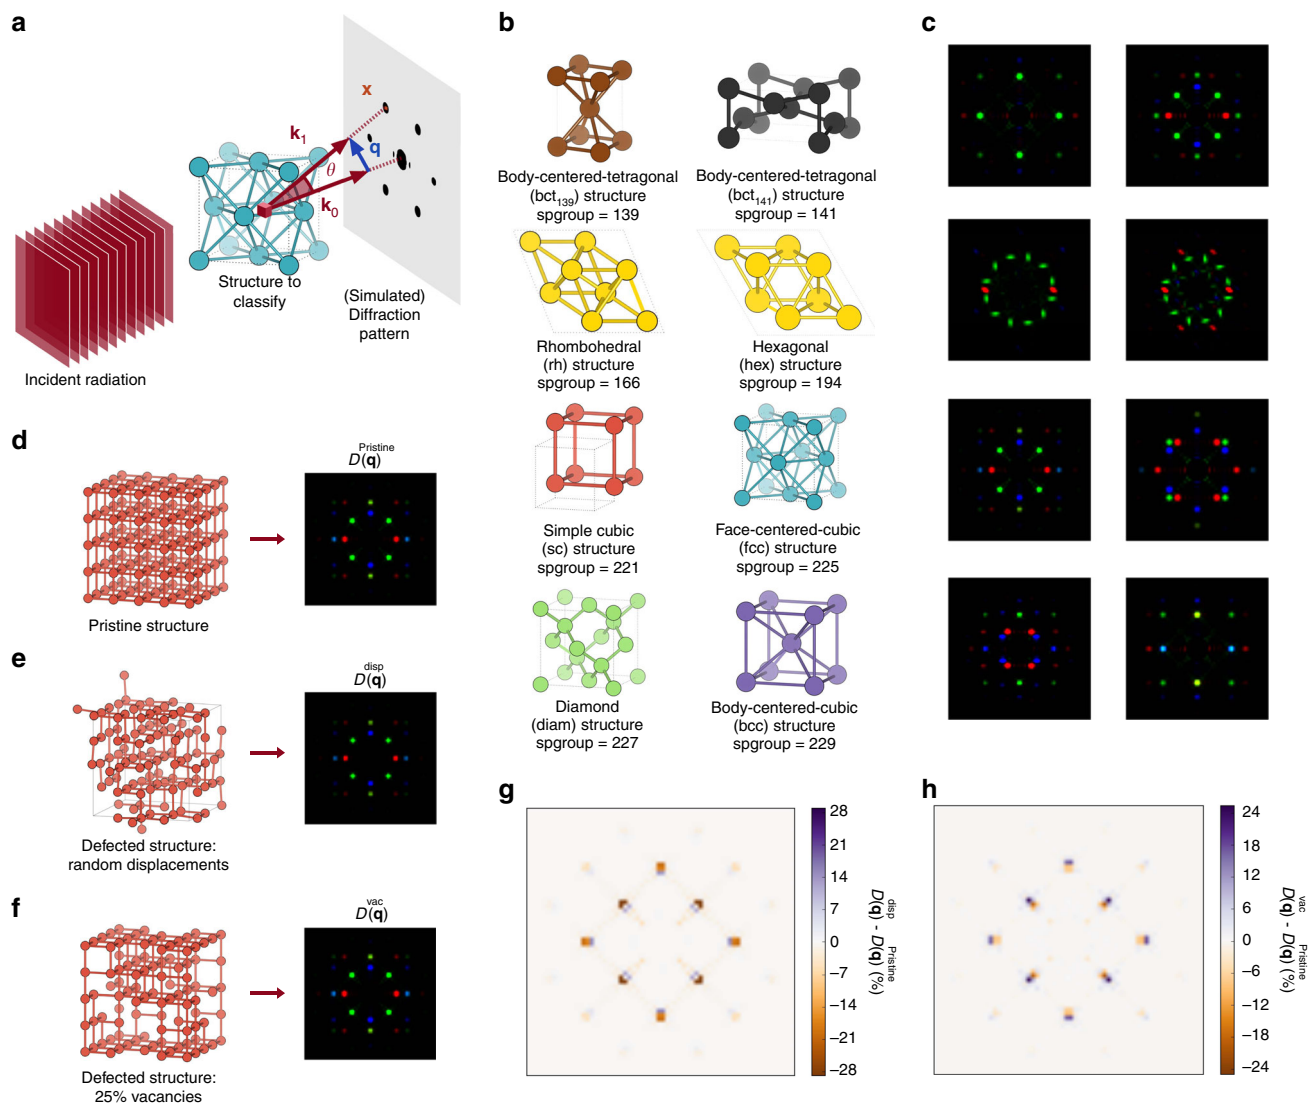 a
x
k1
q
θ
k0
Structure to
classify
(Simulated)
Diffraction
pattern
Incident radiation
b
Body-centered-tetragonal
(bct139) structure
spgroup = 139
Body-centered-tetragonal
(bct141) structure
spgroup = 141
Rhombohedral
(rh) structure
spgroup = 166
Hexagonal
(hex) structure
spgroup = 194
Simple cubic
(sc) structure
spgroup = 221
Face-centered-cubic
(fcc) structure
spgroup = 225
Diamond
(diam) structure
spgroup = 227
Body-centered-cubic
(bcc) structure
spgroup = 229
c
d
Pristine
D(q)
Pristine structure
e
disp
D(q)
Defected structure:
random displacements
f
vac
D(q)
Defected structure:
25% vacancies
g
28
21
14
7
0
−7
−14
−21
−28
disp Pristine
D(q) - D(q) (%)
h
24
18
12
6
0
−6
−12
−18
−24
vac Pristine
D(q) - D(q) (%)